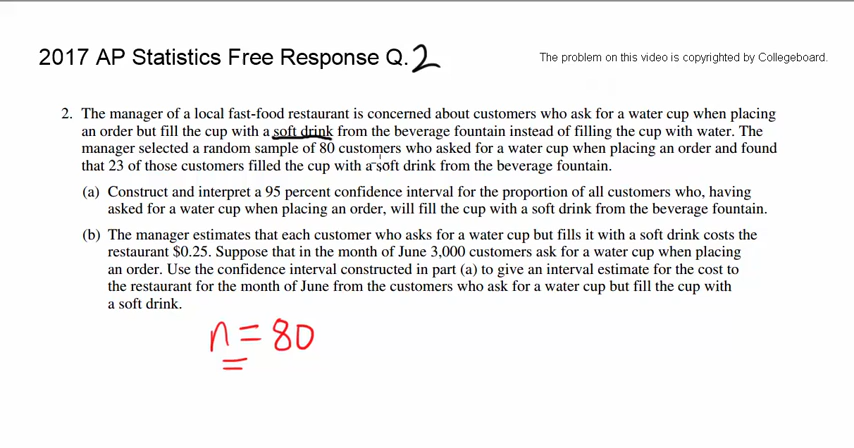 2017 AP Statistics Free Response Q.2
The problem on this video is copyrighted by Collegeboard.
2. The manager of a local fast-food restaurant is concerned about customers who ask for a water cup when placing
an order but fill the cup with a soft drink from the beverage fountain instead of filling the cup with water. The
manager selected a random sample of 80 customers who asked for a water cup when placing an order and found
that 23 of those customers filled the cup with a soft drink from the beverage fountain.
(a) Construct and interpret a 95 percent confidence interval for the proportion of all customers who, having
asked for a water cup when placing an order, will fill the cup with a soft drink from the beverage fountain.
(b) The manager estimates that each customer who asks for a water cup but fills it with a soft drink costs the
restaurant $0.25. Suppose that in the month of June 3,000 customers ask for a water cup when placing
an order. Use the confidence interval constructed in part (a) to give an interval estimate for the cost to
the restaurant for the month of June from the customers who ask for a water cup but fill the cup with
a soft drink.
n = 80